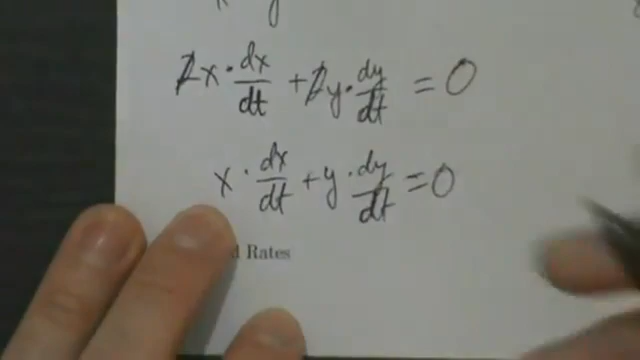 2x · dx/dt + 2y · dy/dt = 0
x · dx/dt + y · dy/dt = 0
Rates